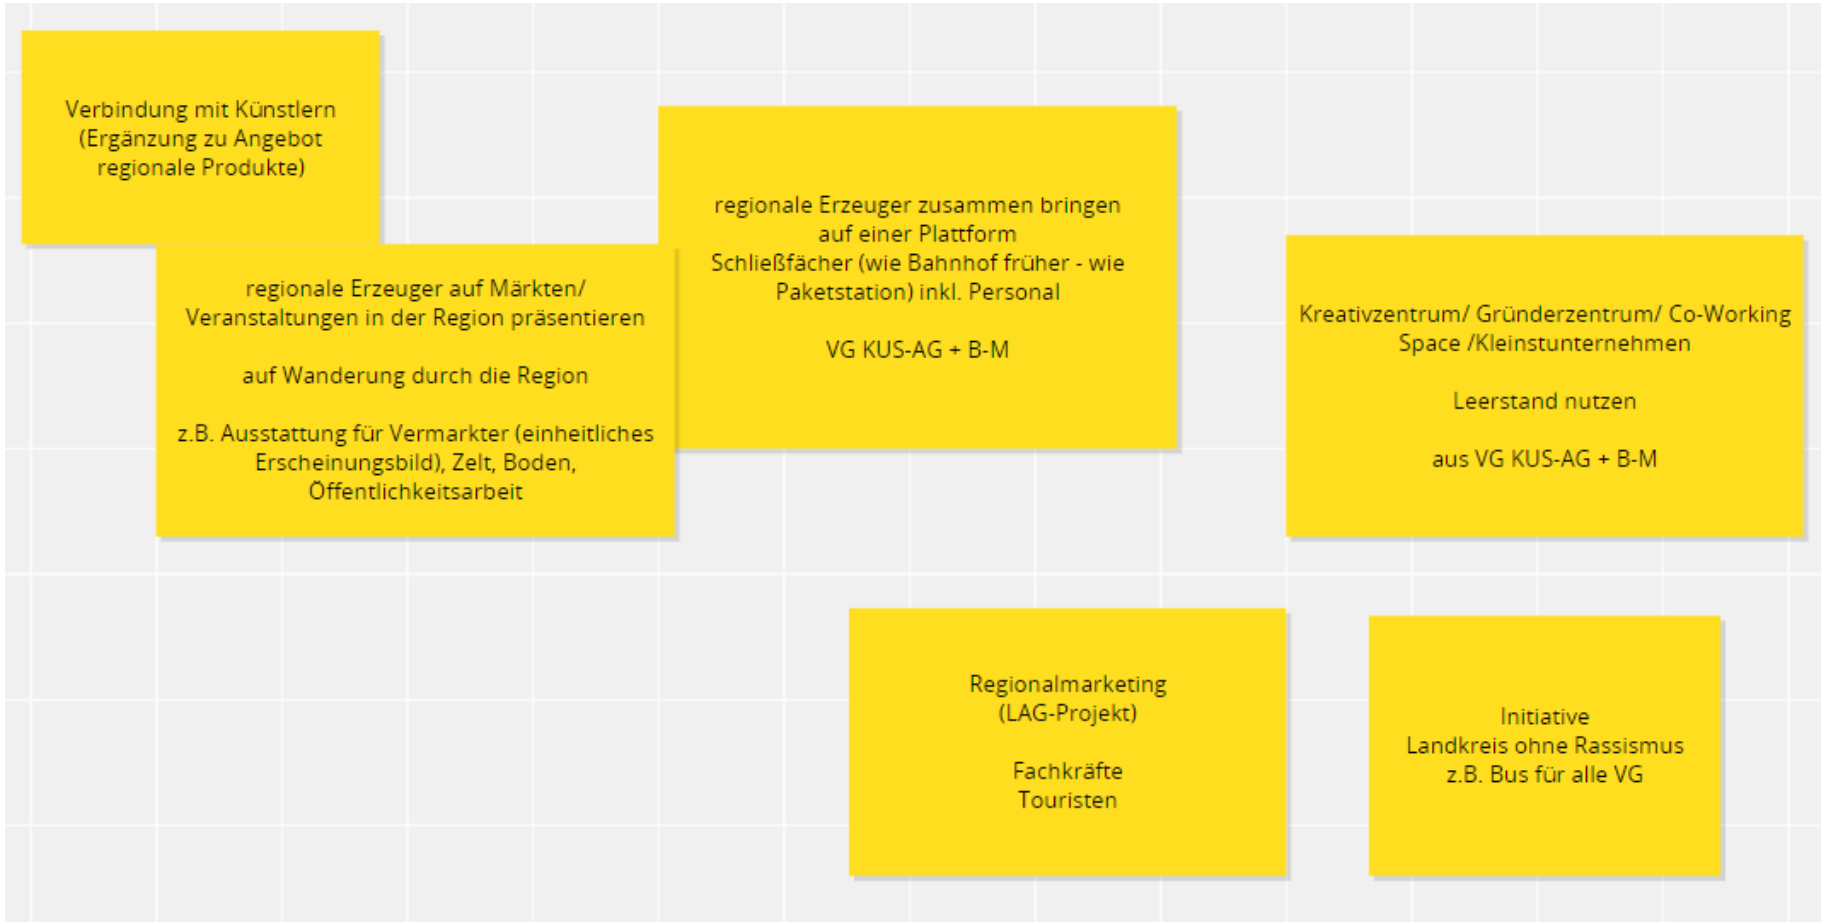 Verbindung mit Künstlern
(Ergänzung zu Angebot
regionale Produkte)
regionale Erzeuger auf Märkten/
Veranstaltungen in der Region präsentieren
auf Wanderung durch die Region
z.B. Ausstattung für Vermarkter (einheitliches
Erscheinungsbild), Zelt, Boden,
Öffentlichkeitsarbeit
regionale Erzeuger zusammen bringen
auf einer Plattform
Schließfächer (wie Bahnhof früher - wie
Paketstation) inkl. Personal
VG KUS-AG + B-M
Kreativzentrum/ Gründerzentrum/ Co-Working
Space /Kleinstunternehmen
Leerstand nutzen
aus VG KUS-AG + B-M
Regionalmarketing
(LAG-Projekt)
Fachkräfte
Touristen
Initiative
Landkreis ohne Rassismus
z.B. Bus für alle VG